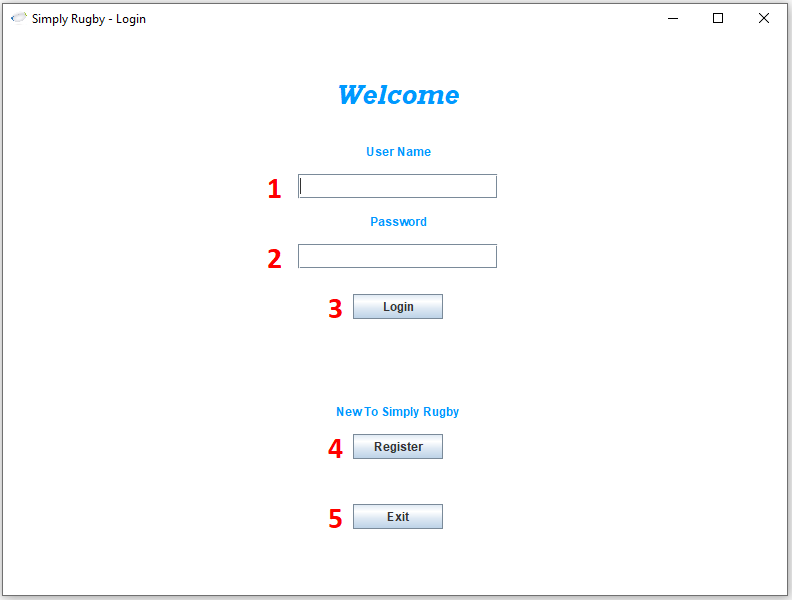 Simply Rugby - Login
Welcome
User Name
1
Password
2
3 Login
New To Simply Rugby
4 Register
5 Exit